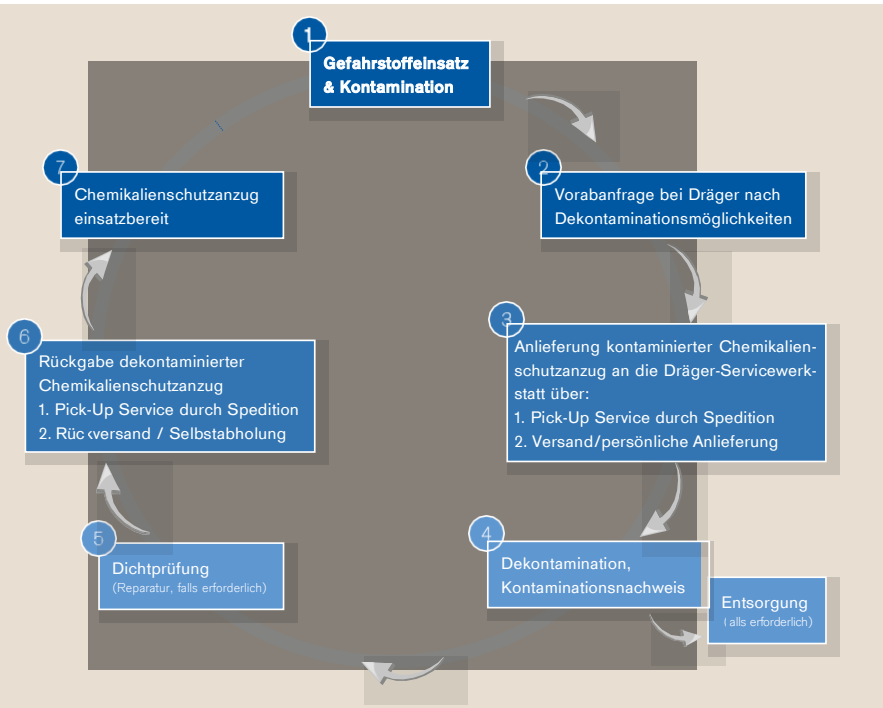 1
Gefahrstoffeinsatz
& Kontamination
2
Vorabanfrage bei Dräger nach
Dekontaminationsmöglichkeiten
3
Anlieferung kontaminierter Chemikalien-
schutzanzug an die Dräger-Servicewerk-
statt über:
1. Pick-Up Service durch Spedition
2. Versand/persönliche Anlieferung
4
Dekontamination,
Kontaminationsnachweis
Entsorgung
(alls erforderlich)
5
Dichtprüfung
(Reparatur, falls erforderlich)
6
Rückgabe dekontaminierter
Chemikalienschutzanzug
1. Pick-Up Service durch Spedition
2. Rückversand / Selbstabholung
7
Chemikalienschutzanzug
einsatzbereit